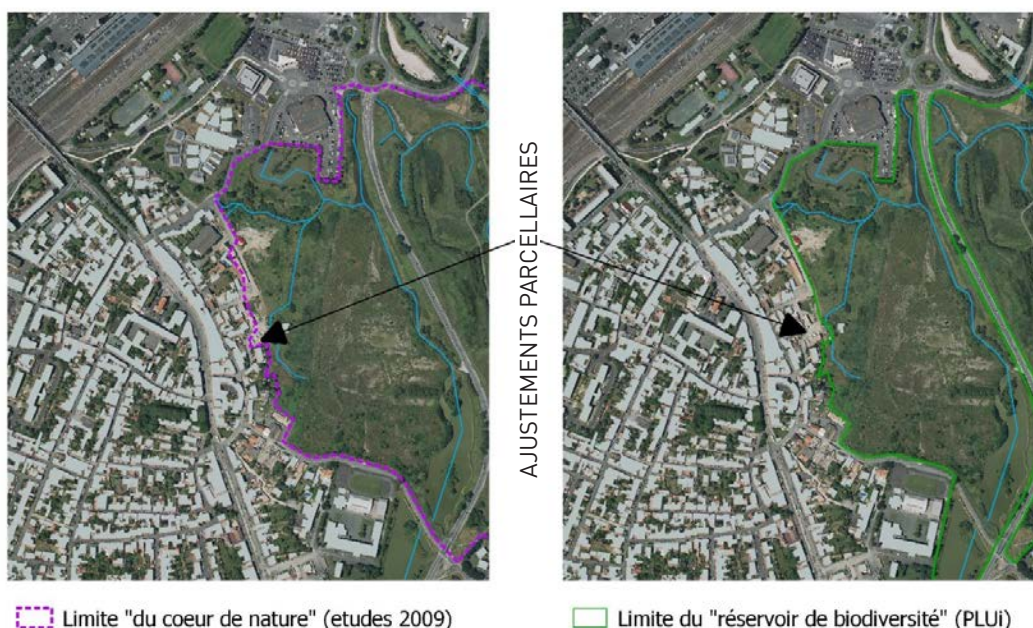 AJUSTEMENTS PARCELLAIRES
Limite "du coeur de nature" (etudes 2009)
Limite du "réservoir de biodiversité" (PLUi)